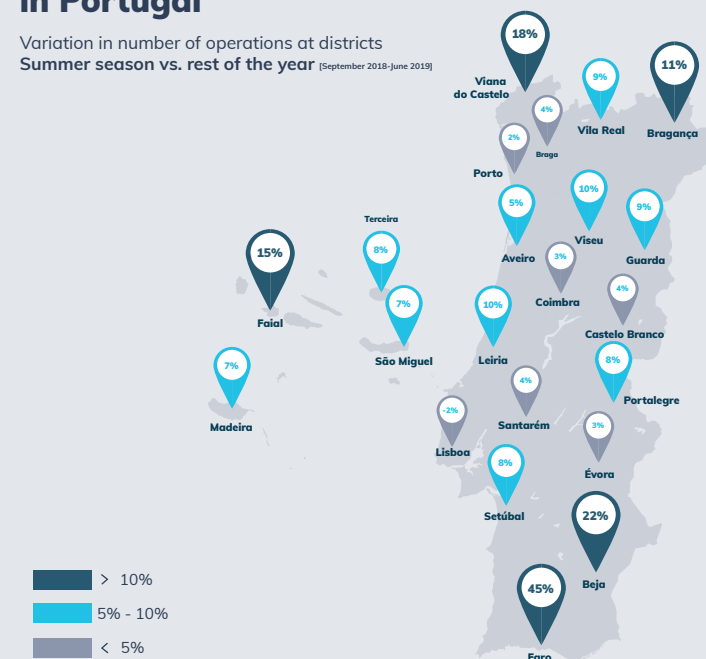 in Portugal
Variation in number of operations at districts
Summer season vs. rest of the year [September 2018-June 2019]
18%
Viana
do Castelo
9%
Vila Real
11%
Bragança
4%
Braga
2%
Porto
5%
Aveiro
10%
Viseu
9%
Guarda
Terceira
8%
15%
Faial
3%
Coimbra
4%
Castelo Branco
7%
São Miguel
10%
Leiria
7%
Madeira
8%
Portalegre
4%
Santarém
-2%
Lisboa
3%
Évora
8%
Setúbal
22%
Beja
45%
Faro
> 10%
5% - 10%
< 5%